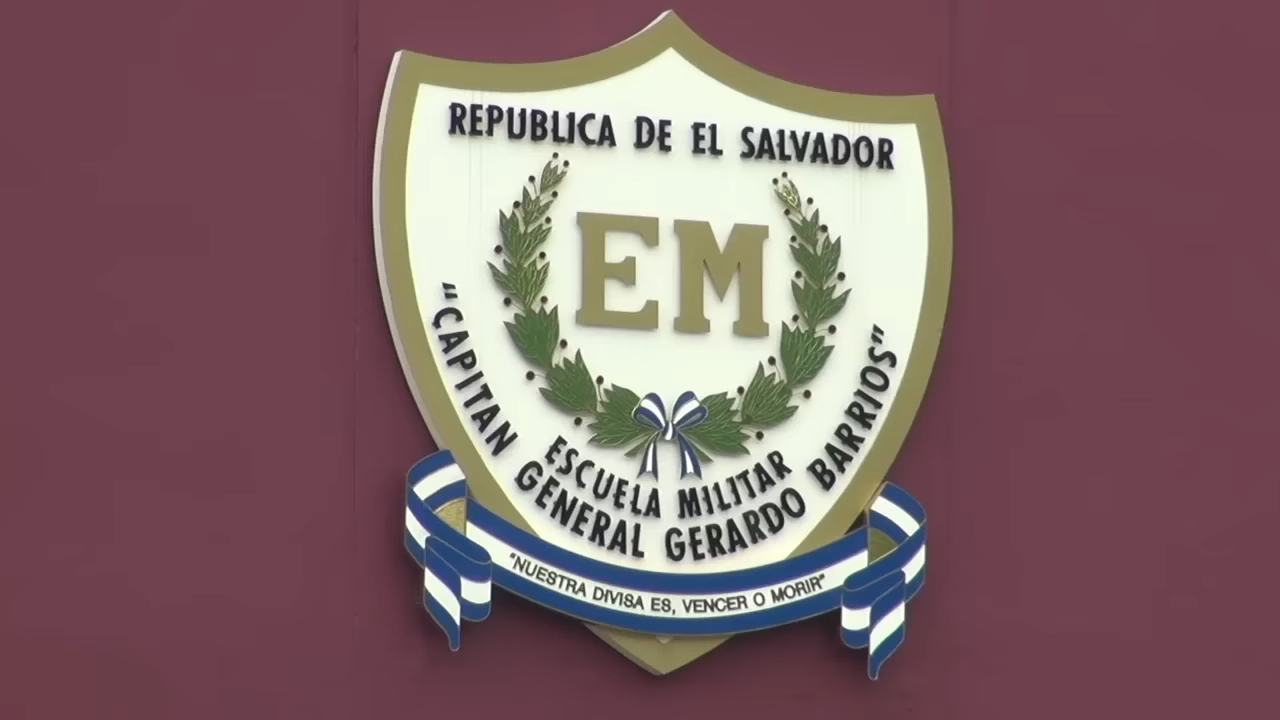 REPUBLICA DE EL SALVADOR
EM
ESCUELA MILITAR
“CAPITAN GENERAL GERARDO BARRIOS”
“NUESTRA DIVISA ES, VENCER O MORIR”